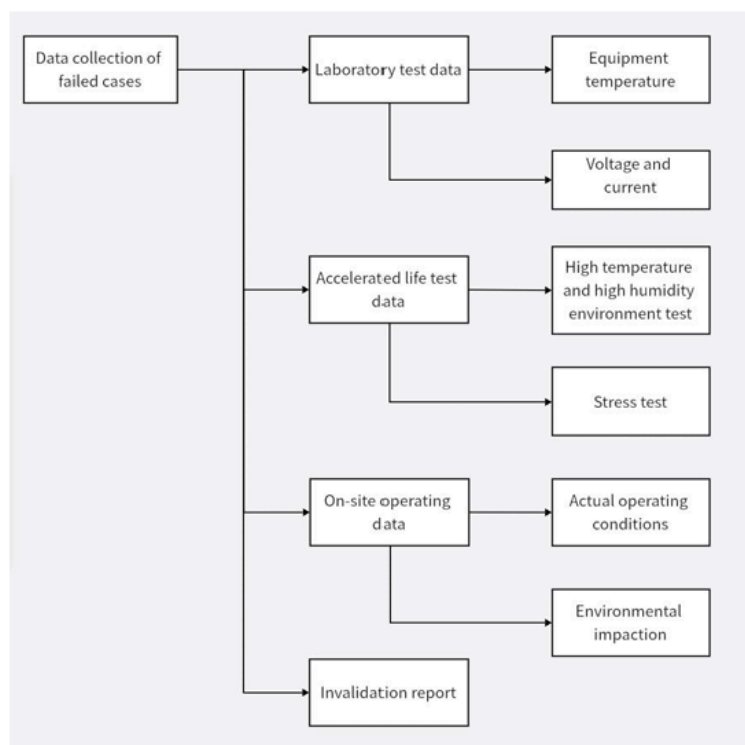 Data collection of
failed cases
Laboratory test data
Equipment
temperature
Voltage and
current
Accelerated life test
data
High temperature
and high humidity
environment test
Stress test
On-site operating
data
Actual operating
conditions
Environmental
impaction
Invalidation report